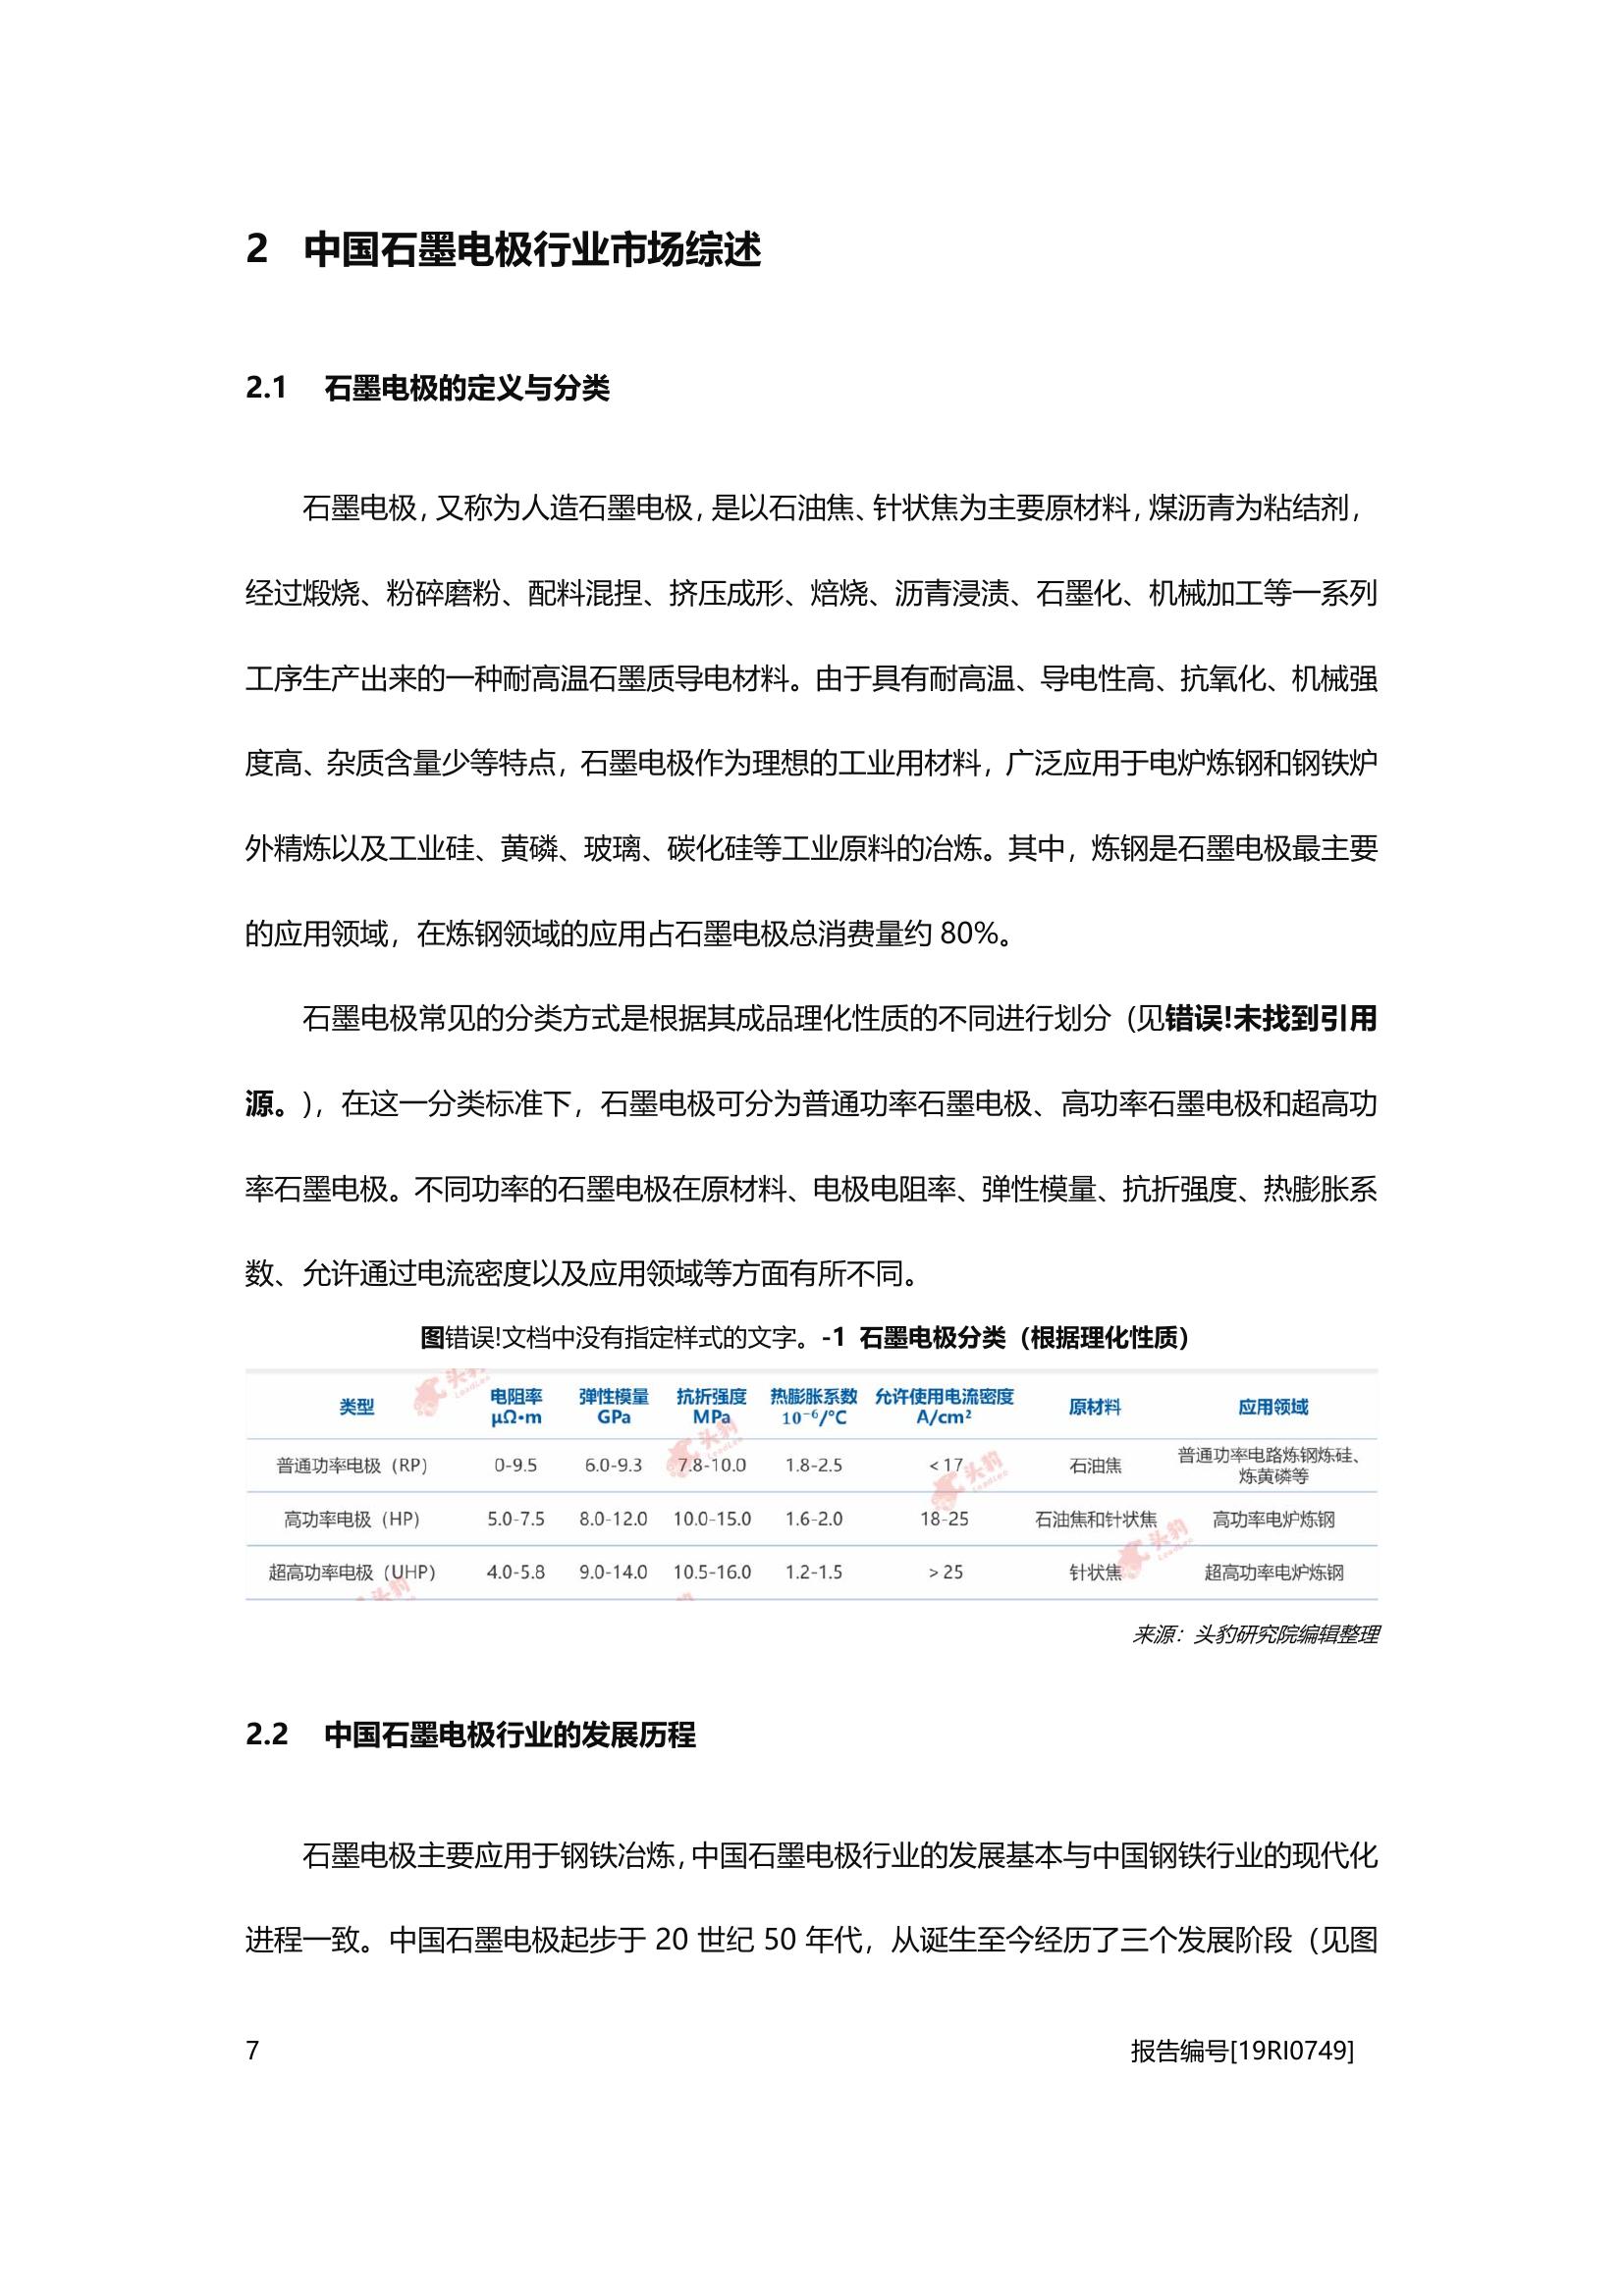 2 中国石墨电极行业市场综述
2.1 石墨电极的定义与分类
石墨电极，又称为人造石墨电极，是以石油焦、针状焦为主要原材料，煤沥青为粘结剂，
经过煅烧、粉碎磨粉、配料混捏、挤压成形、焙烧、沥青浸渍、石墨化、机械加工等一系列
工序生产出来的一种耐高温石墨质导电材料。由于具有耐高温、导电性高、抗氧化、机械强
度高、杂质含量少等特点，石墨电极作为理想的工业用材料，广泛应用于电炉炼钢和钢铁炉
外精炼以及工业硅、黄磷、玻璃、碳化硅等工业原料的冶炼。其中，炼钢是石墨电极最主要
的应用领域，在炼钢领域的应用占石墨电极总消费量约 80%。
石墨电极常见的分类方式是根据其成品理化性质的不同进行划分（见错误!未找到引用
源。），在这一分类标准下，石墨电极可分为普通功率石墨电极、高功率石墨电极和超高功
率石墨电极。不同功率的石墨电极在原材料、电极电阻率、弹性模量、抗折强度、热膨胀系
数、允许通过电流密度以及应用领域等方面有所不同。
图错误!文档中没有指定样式的文字。-1 石墨电极分类（根据理化性质）
类型 电阻率 μΩ•m 弹性模量 GPa 抗折强度 MPa 热膨胀系数 10⁻⁶/℃ 允许使用电流密度 A/cm² 原材料 应用领域
普通功率电极（RP） 0-9.5 6.0-9.3 7.8-10.0 1.8-2.5 <17 石油焦 普通功率电路炼钢炼硅、炼黄磷等
高功率电极（HP） 5.0-7.5 8.0-12.0 10.0-15.0 1.6-2.0 18-25 石油焦和针状焦 高功率电炉炼钢
超高功率电极（UHP） 4.0-5.8 9.0-14.0 10.5-16.0 1.2-1.5 >25 针状焦 超高功率电炉炼钢
来源：头豹研究院编辑整理
2.2 中国石墨电极行业的发展历程
石墨电极主要应用于钢铁冶炼，中国石墨电极行业的发展基本与中国钢铁行业的现代化
进程一致。中国石墨电极起步于 20 世纪 50 年代，从诞生至今经历了三个发展阶段（见图
7 报告编号[19RI0749]